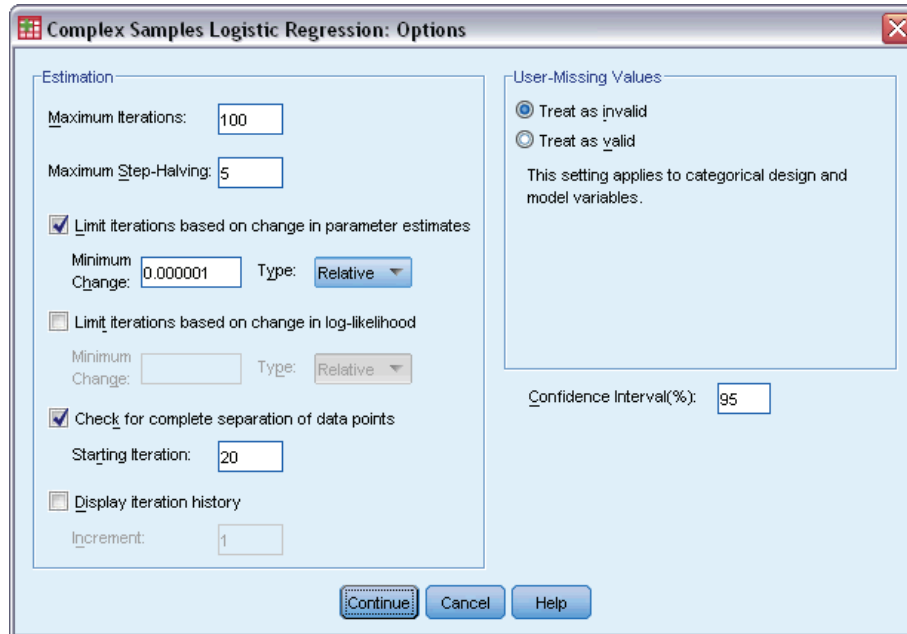 Complex Samples Logistic Regression: Options
Estimation
Maximum Iterations: 100
Maximum Step-Halving: 5
Limit iterations based on change in parameter estimates
Minimum
Change: 0.000001 Type: Relative
Limit iterations based on change in log-likelihood
Minimum
Change: Type: Relative
Check for complete separation of data points
Starting Iteration: 20
Display iteration history
Increment: 1
User-Missing Values
Treat as invalid
Treat as valid
This setting applies to categorical design and
model variables.
Confidence Interval(%): 95
Continue Cancel Help